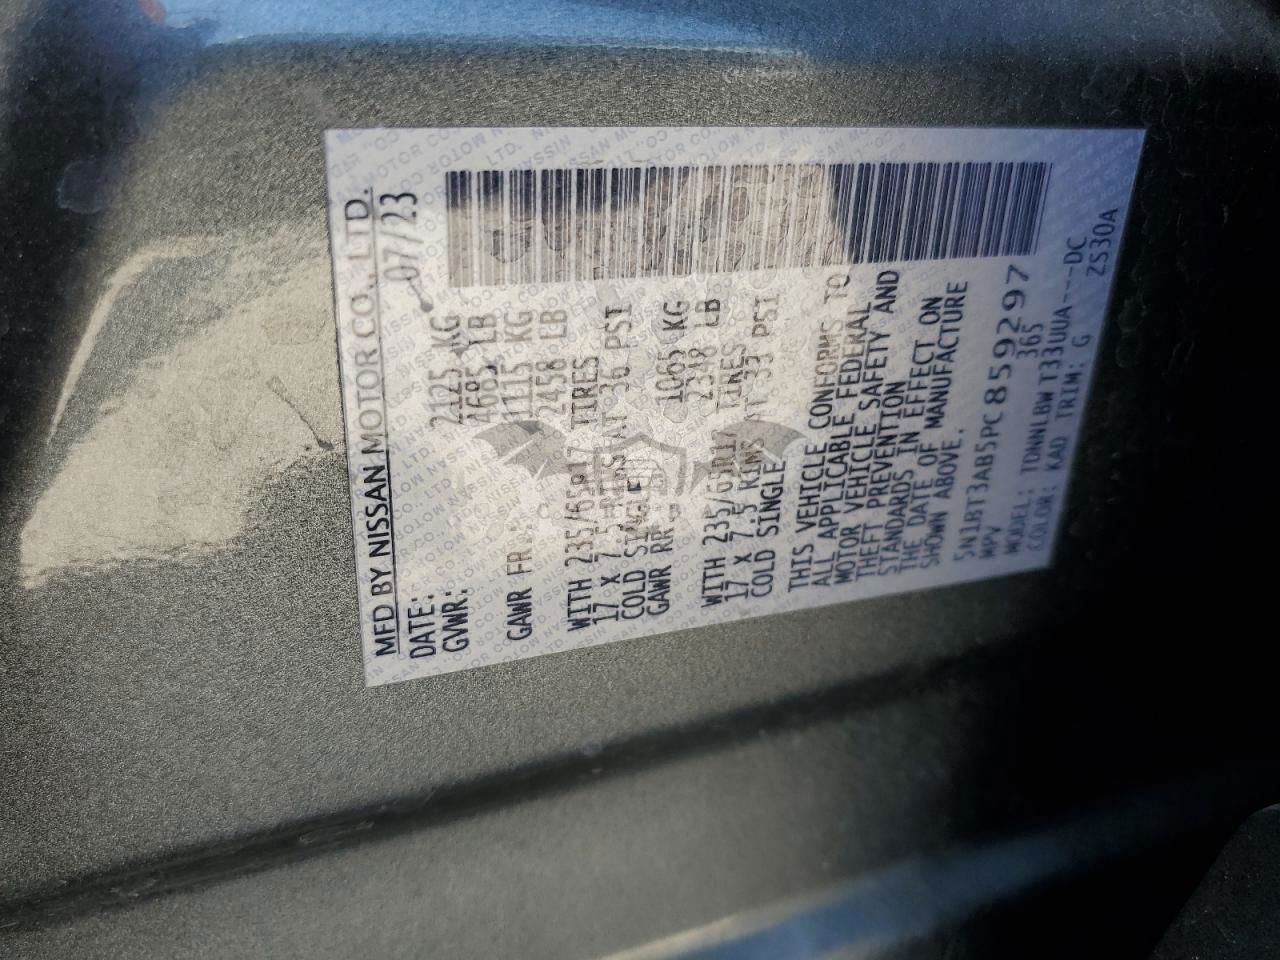 MFD BY NISSAN MOTOR CO., LTD.
DATE: 07/23
GVWR: 2125 KG
4685 LB
GAWR FR 1115 KG
2458 LB
WITH 235/65R17 TIRES
17 X 7.5 RIMS AT 36 PSI
COLD SINGLE
GAWR RR 1065 KG
2348 LB
WITH 235/65R17 TIRES
17 X 7.5 RIMS AT 33 PSI
COLD SINGLE
THIS VEHICLE CONFORMS TO
ALL APPLICABLE FEDERAL
MOTOR VEHICLE SAFETY AND
THEFT PREVENTION
STANDARDS IN EFFECT ON
THE DATE OF MANUFACTURE
SHOWN ABOVE.
5N1BT3AB5PC859297
MPV 365
MODEL: TDNNLBW T33UUA---DC
COLOR: KAD TRIM: G ZS30A